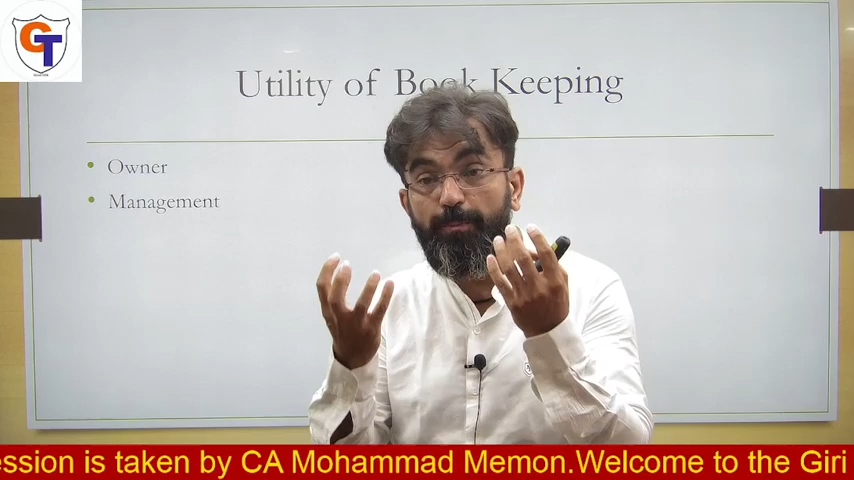 GT
Utility of Book Keeping
Owner
Management
ession is taken by CA Mohammad Memon.Welcome to the Giri